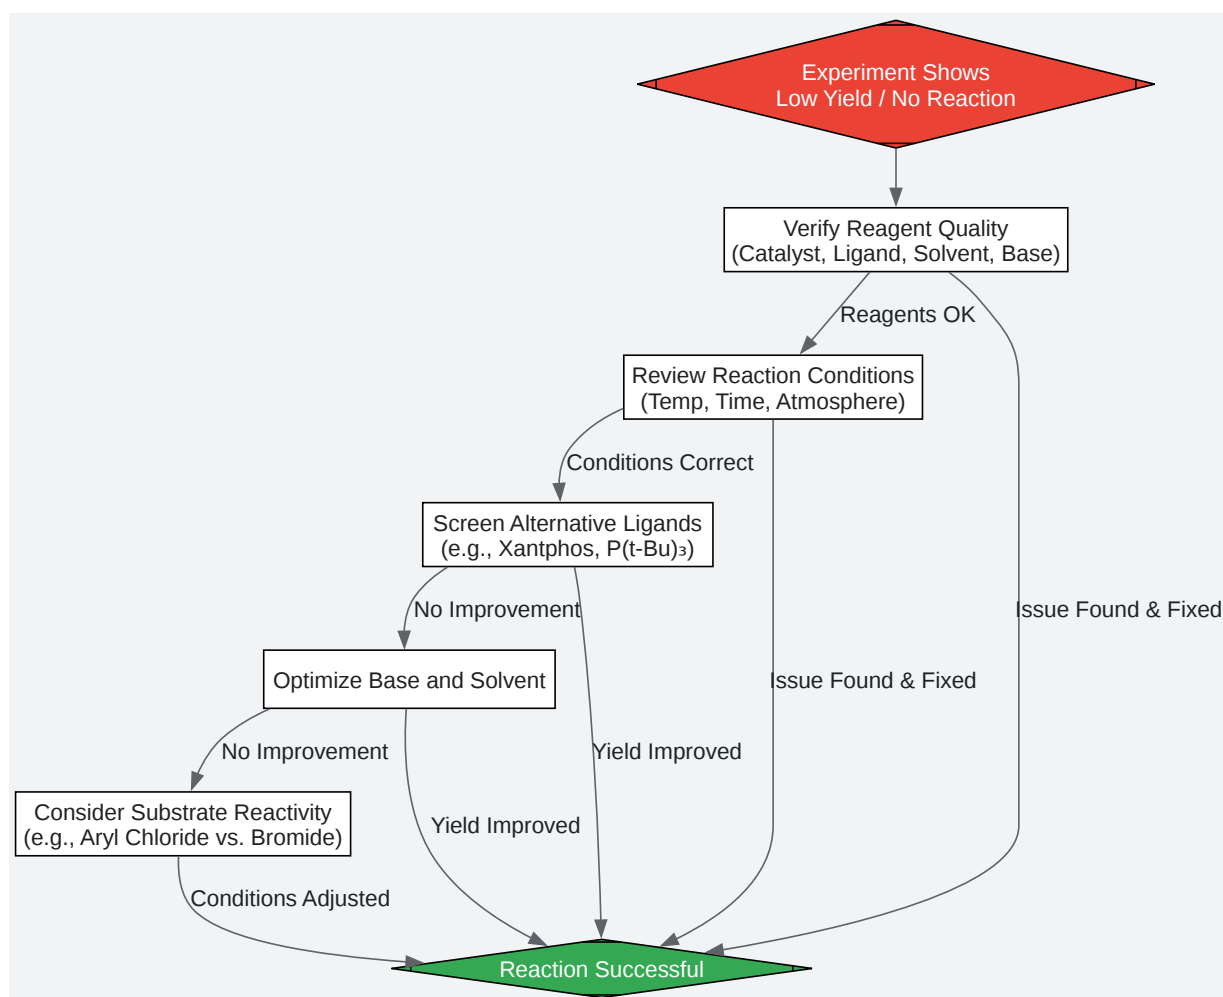 Experiment Shows
Low Yield / No Reaction
Verify Reagent Quality
(Catalyst, Ligand, Solvent, Base)
Reagents OK
Review Reaction Conditions
(Temp, Time, Atmosphere)
Conditions Correct
Screen Alternative Ligands
(e.g., Xantphos, P(t-Bu)₃)
No Improvement
Issue Found & Fixed
Optimize Base and Solvent
Issue Found & Fixed
No Improvement
Yield Improved
Consider Substrate Reactivity
(e.g., Aryl Chloride vs. Bromide)
Yield Improved
Conditions Adjusted
Reaction Successful